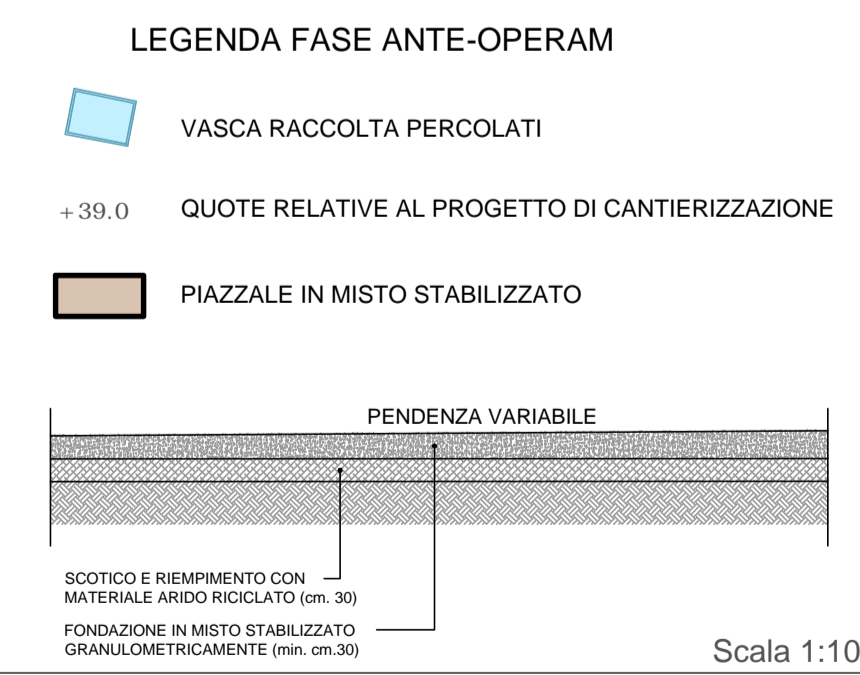 LEGENDA FASE ANTE-OPERAM
VASCA RACCOLTA PERCOLATI
+39.0 QUOTE RELATIVE AL PROGETTO DI CANTIERIZZAZIONE
PIAZZALE IN MISTO STABILIZZATO
PENDENZA VARIABILE
SCOTICO E RIEMPIMENTO CON
MATERIALE ARIDO RICICLATO (cm. 30)
FONDAZIONE IN MISTO STABILIZZATO
GRANULOMETRICAMENTE (min. cm.30)
Scala 1:10